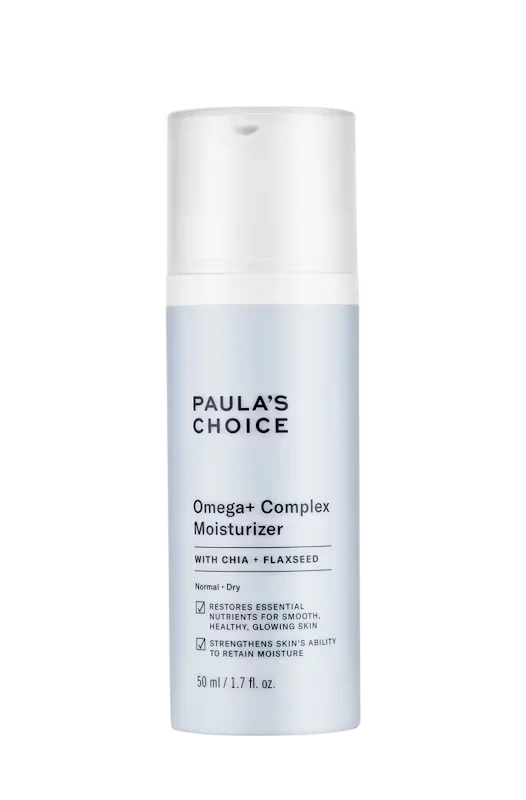 PAULA'S
CHOICE
Omega+ Complex
Moisturizer
WITH CHIA + FLAXSEED
Normal • Dry
☑ RESTORES ESSENTIAL
NUTRIENTS FOR SMOOTH,
HEALTHY, GLOWING SKIN
☑ STRENGTHENS SKIN'S ABILITY
TO RETAIN MOISTURE
50 ml / 1.7 fl. oz.